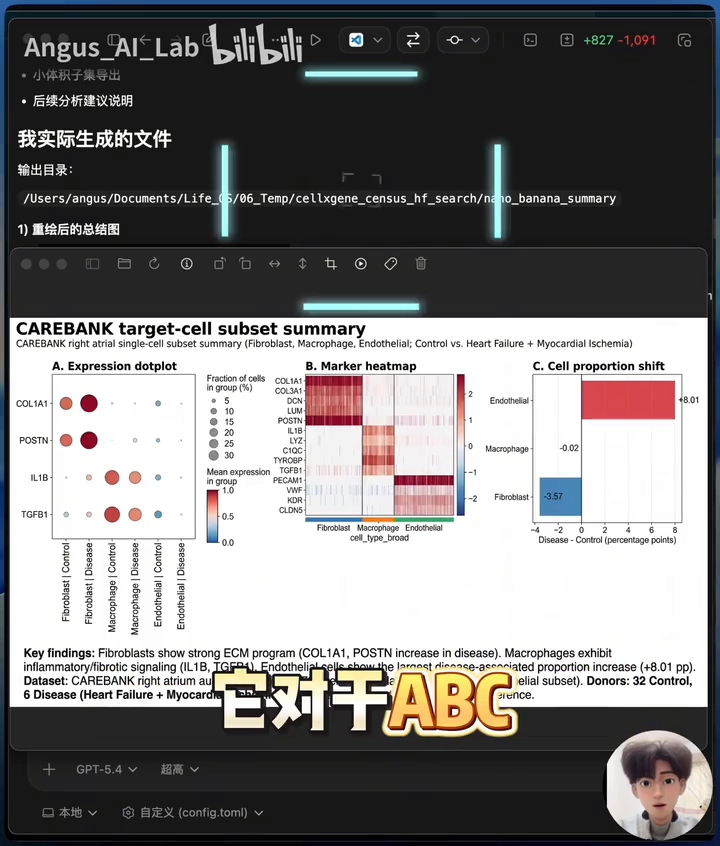 Angus_AI_Lab bilibili
+827 -1,091
小体积子集导出
后续分析建议说明
我实际生成的文件
输出目录：
/Users/angus/Documents/Life_OS/06_Temp/cellxgene_census_hf_search/nano_banana_summary
1) 重绘后的总结图
CAREBANK target-cell subset summary
CAREBANK right atrial single-cell subset summary (Fibroblast, Macrophage, Endothelial; Control vs. Heart Failure + Myocardial Ischemia)
A. Expression dotplot
COL1A1
POSTN
IL1B
TGFB1
Fibroblast | Control
Fibroblast | Disease
Macrophage | Control
Macrophage | Disease
Endothelial | Control
Endothelial | Disease
Fraction of cells
in group (%)
5
10
15
20
25
30
Mean expression
in group
1.0
0.5
0.0
B. Marker heatmap
COL1A1
COL3A1
DCN
LUM
POSTN
IL1B
LYZ
C1QC
TYROBP
TGFB1
PECAM1
VWF
KDR
CLDN5
2
1
0
−1
−2
Fibroblast Macrophage Endothelial
cell_type_broad
C. Cell proportion shift
Endothelial
+8.01
Macrophage
-0.02
Fibroblast
-3.57
−4 −2 0 2 4 6 8
Disease - Control (percentage points)
Key findings: Fibroblasts show strong ECM program (COL1A1, POSTN increase in disease). Macrophages exhibit
inflammatory/fibrotic signaling (IL1B, TGFB1). Endothelial cells show the largest disease-associated proportion increase (+8.01 pp).
Dataset: CAREBANK right atrium elial subset). Donors: 32 Control,
6 Disease (Heart Failure + Myocardial
它对于ABC
GPT-5.4 超高
本地 自定义 (config.toml)